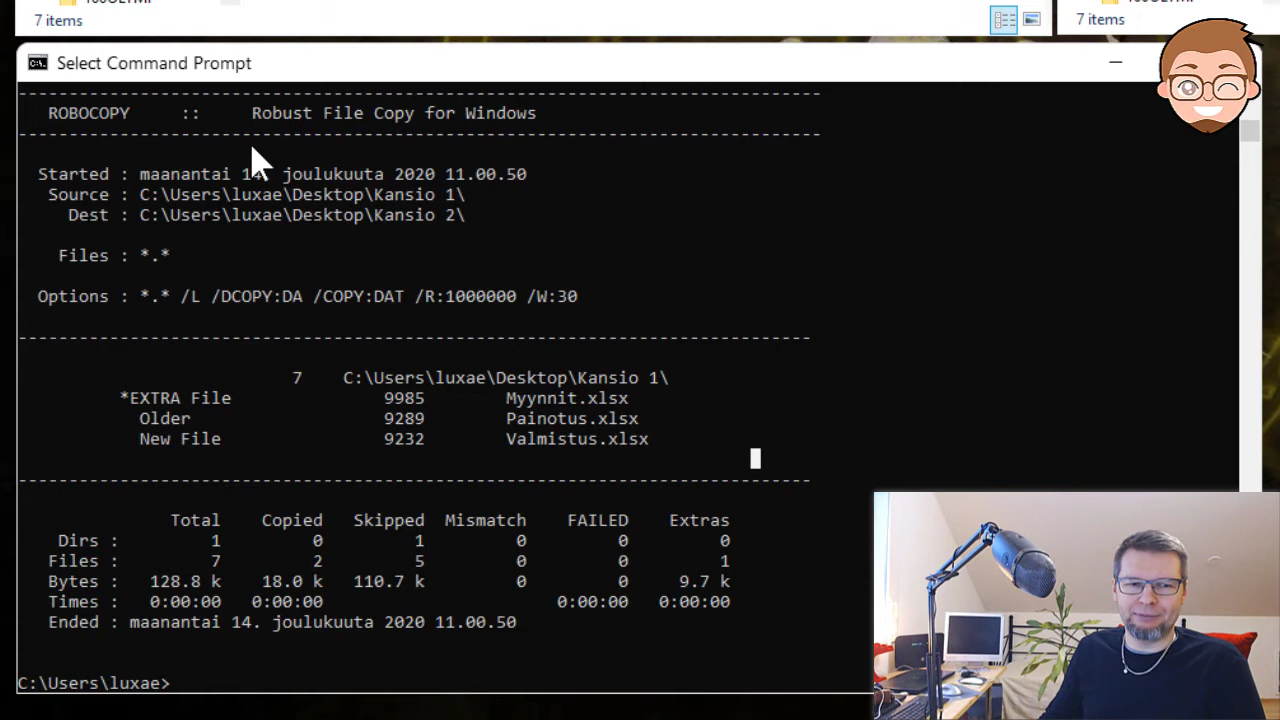 7 items
7 items
Select Command Prompt
-------------------------------------------------------------------------------
ROBOCOPY :: Robust File Copy for Windows
-------------------------------------------------------------------------------
Started : maanantai 14. joulukuuta 2020 11.00.50
Source : C:\Users\luxae\Desktop\Kansio 1\
Dest : C:\Users\luxae\Desktop\Kansio 2\
Files : *.*
Options : *.* /L /DCOPY:DA /COPY:DAT /R:1000000 /W:30
------------------------------------------------------------------------------
7 C:\Users\luxae\Desktop\Kansio 1\
*EXTRA File 9985 Myynnit.xlsx
Older 9289 Painotus.xlsx
New File 9232 Valmistus.xlsx
------------------------------------------------------------------------------
Total Copied Skipped Mismatch FAILED Extras
Dirs : 1 0 1 0 0 0
Files : 7 2 5 0 0 1
Bytes : 128.8 k 18.0 k 110.7 k 0 0 9.7 k
Times : 0:00:00 0:00:00 0:00:00 0:00:00
Ended : maanantai 14. joulukuuta 2020 11.00.50
C:\Users\luxae>